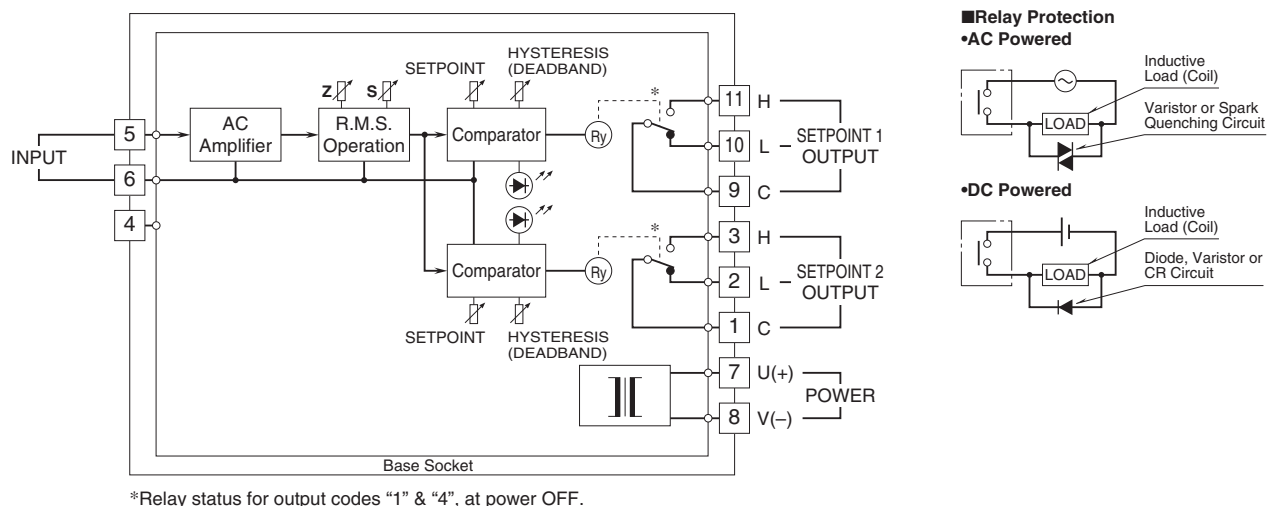 SETPOINT
HYSTERESIS
(DEADBAND)
Z
S
*
5
INPUT
6
4
AC
Amplifier
R.M.S.
Operation
Comparator
Ry
11 H
10 L
9 C
SETPOINT 1
OUTPUT
Comparator
Ry
*
3 H
2 L
1 C
SETPOINT 2
OUTPUT
SETPOINT
HYSTERESIS
(DEADBAND)
7 U(+)
8 V(–)
POWER
Base Socket
*Relay status for output codes “1” & “4”, at power OFF.
■Relay Protection
•AC Powered
Inductive
Load (Coil)
LOAD
Varistor or Spark
Quenching Circuit
•DC Powered
Inductive
Load (Coil)
LOAD
Diode, Varistor or
CR Circuit